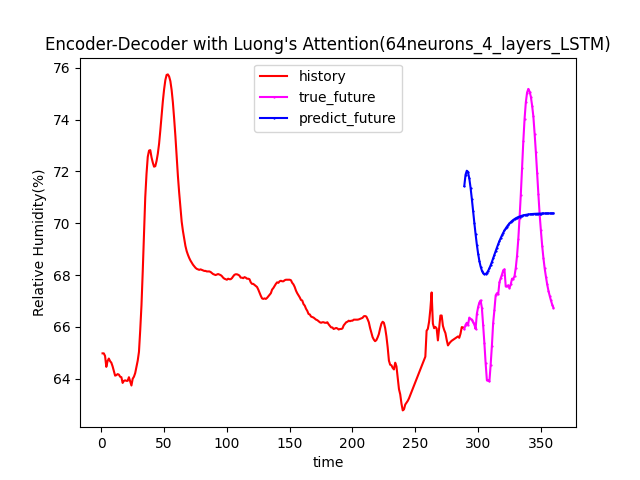 Encoder-Decoder with Luong's Attention(64neurons_4_layers_LSTM)
history
true_future
predict_future
Relative Humidity(%)
76
74
72
70
68
66
64
0 50 100 150 200 250 300 350
time